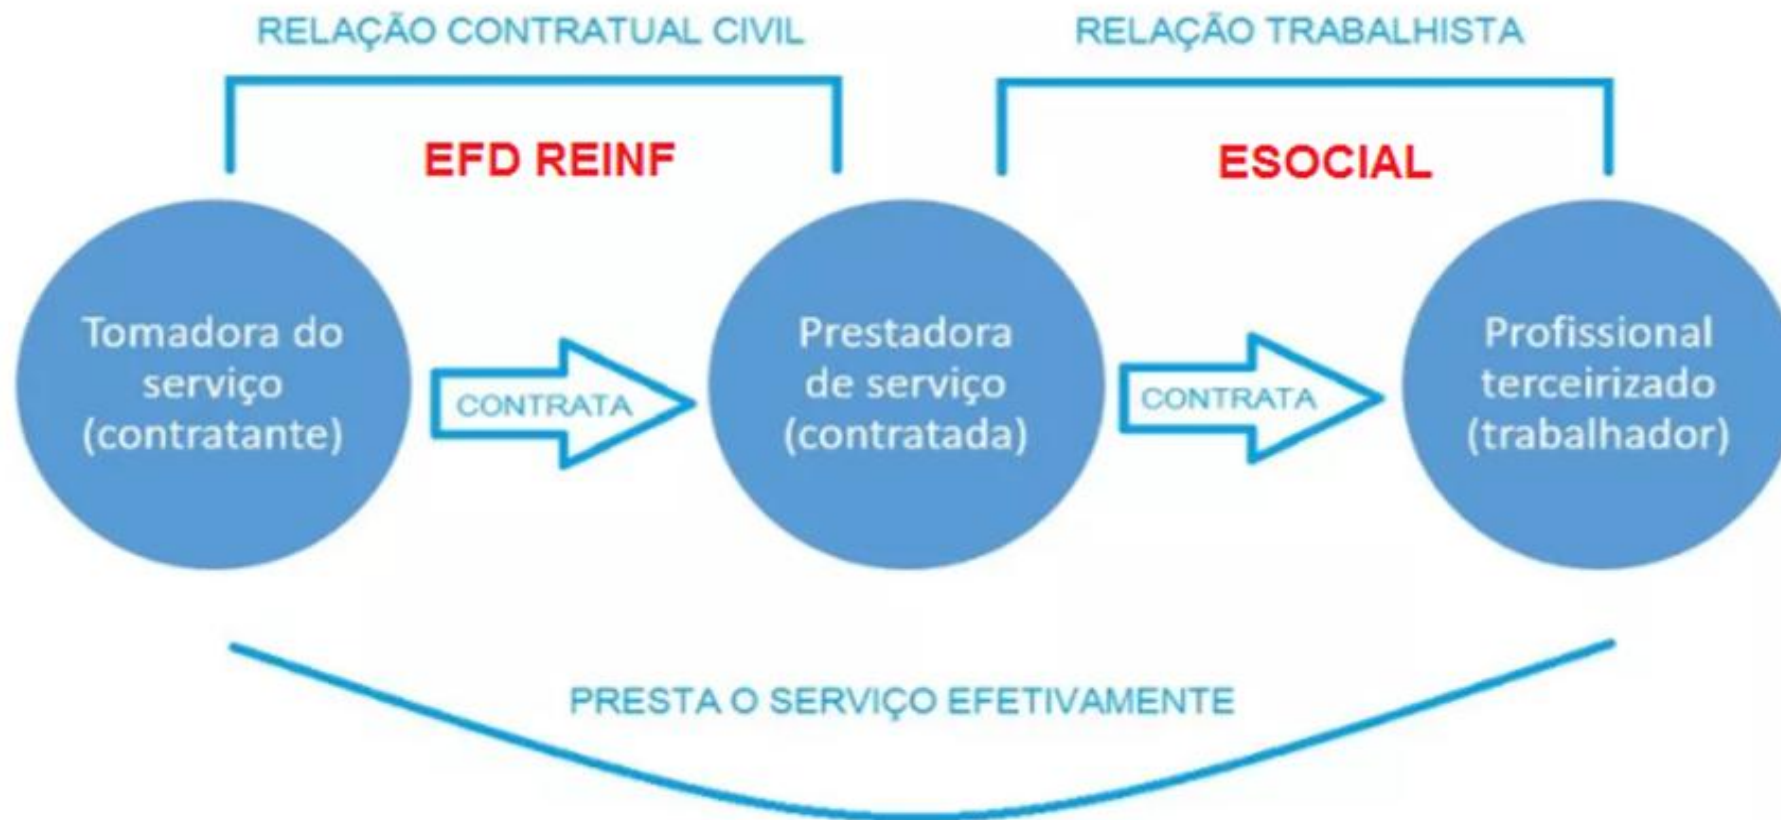 RELAÇÃO CONTRATUAL CIVIL
RELAÇÃO TRABALHISTA
EFD REINF
ESOCIAL
Tomadora do
serviço
(contratante)
CONTRATA
Prestadora
de serviço
(contratada)
CONTRATA
Profissional
terceirizado
(trabalhador)
PRESTA O SERVIÇO EFETIVAMENTE